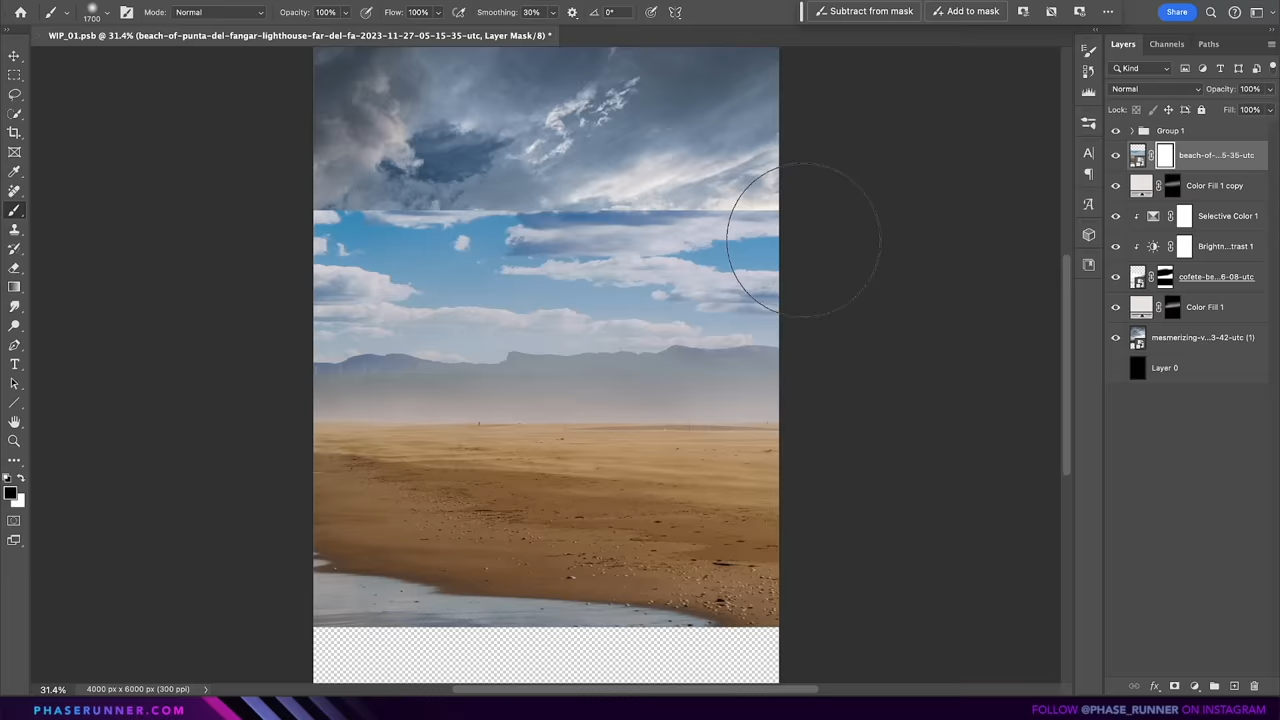 1700
Mode: Normal
Opacity: 100%
Flow: 100%
Smoothing: 30%
0°
Subtract from mask
Add to mask
Share
WIP_01.psb @ 31.4% (beach-of-punta-del-fangar-lighthouse-far-del-fa-2023-11-27-05-15-35-utc, Layer Mask/8) *
Layers
Channels
Paths
Kind
Normal
Opacity: 100%
Lock:
Fill: 100%
Group 1
beach-of-...5-35-utc
Color Fill 1 copy
Selective Color 1
Brightn...trast 1
cofete-be...6-08-utc
Color Fill 1
mesmerizing-v...3-42-utc (1)
Layer 0
31.4%
4000 px x 6000 px (300 ppi)
PHASERUNNER.COM
FOLLOW @PHASE_RUNNER ON INSTAGRAM